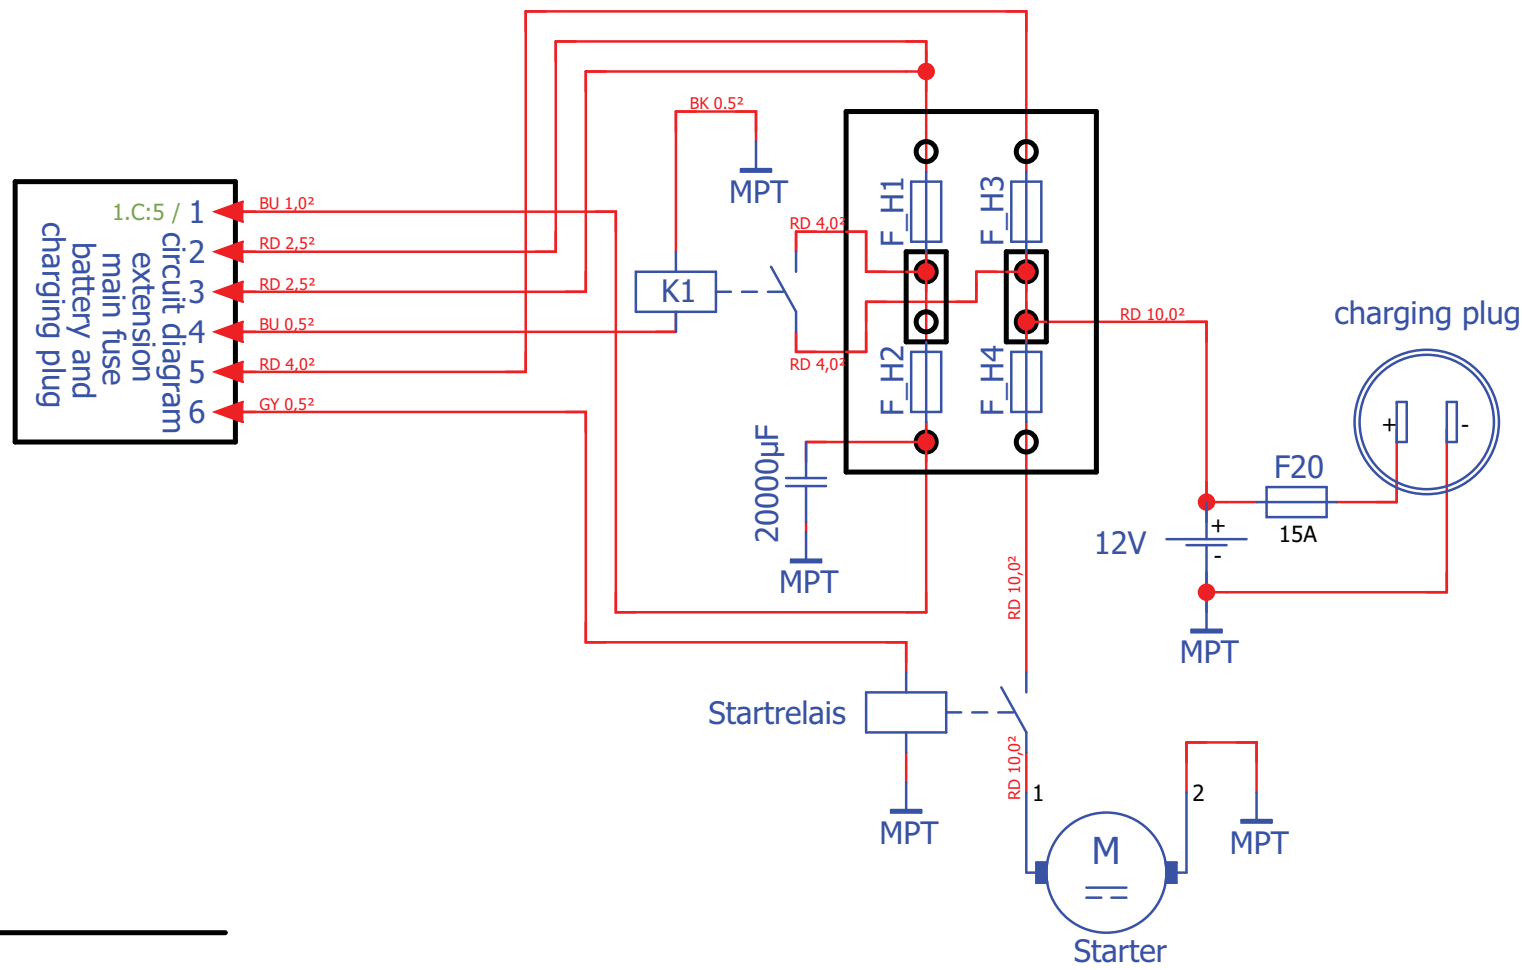 BK 0.5²
MPT
1.C:5 / 1
2
3
4
5
6
circuit diagram
extension
main fuse
battery and
charging plug
BU 1,0²
RD 2,5²
RD 2,5²
BU 0,5²
RD 4,0²
GY 0,5²
K1
RD 4,0²
RD 4,0²
F_H1
F_H3
F_H2
F_H4
RD 10,0²
charging plug
+
-
F20
15A
12V
+
-
MPT
20000µF
MPT
RD 10,0²
Startrelais
MPT
RD 10,0²
1
2
MPT
M
Starter